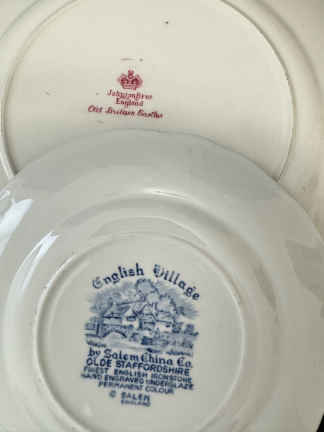 Johnson Bros
England
Old Britain Castles
English Village
by Salem China Co.
OLDE STAFFORDSHIRE
FINEST ENGLISH IRONSTONE
HAND ENGRAVED UNDERGLAZE
PERMANENT COLOUR
© SALEM
ENGLAND